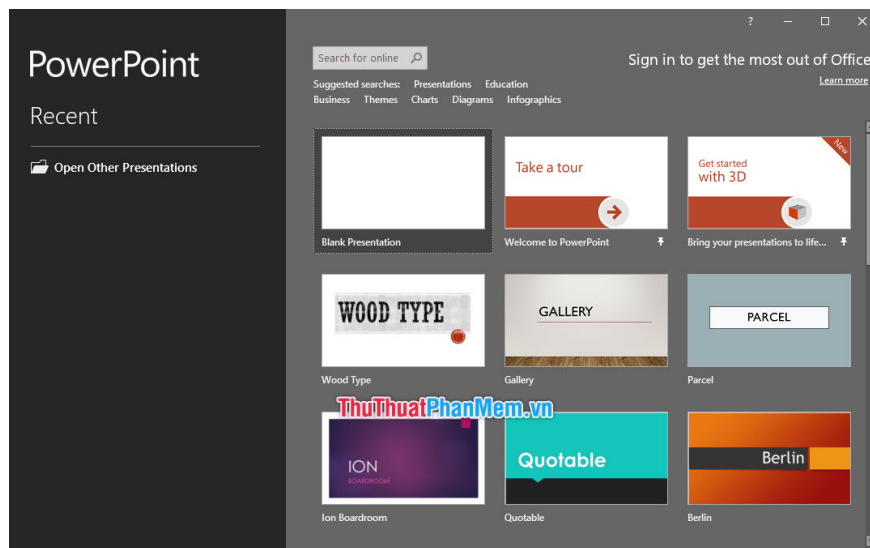 PowerPoint
Recent
Open Other Presentations
?
Search for online
Sign in to get the most out of Office
Learn more
Suggested searches: Presentations Education
Business Themes Charts Diagrams Infographics
Take a tour
Get started
with 3D
New
Blank Presentation
Welcome to PowerPoint
Bring your presentations to life...
WOOD TYPE
GALLERY
PARCEL
Wood Type
Gallery
Parcel
ThuThuatPhanMem.vn
ION
BOARDROOM
Quotable
Berlin
Ion Boardroom
Quotable
Berlin